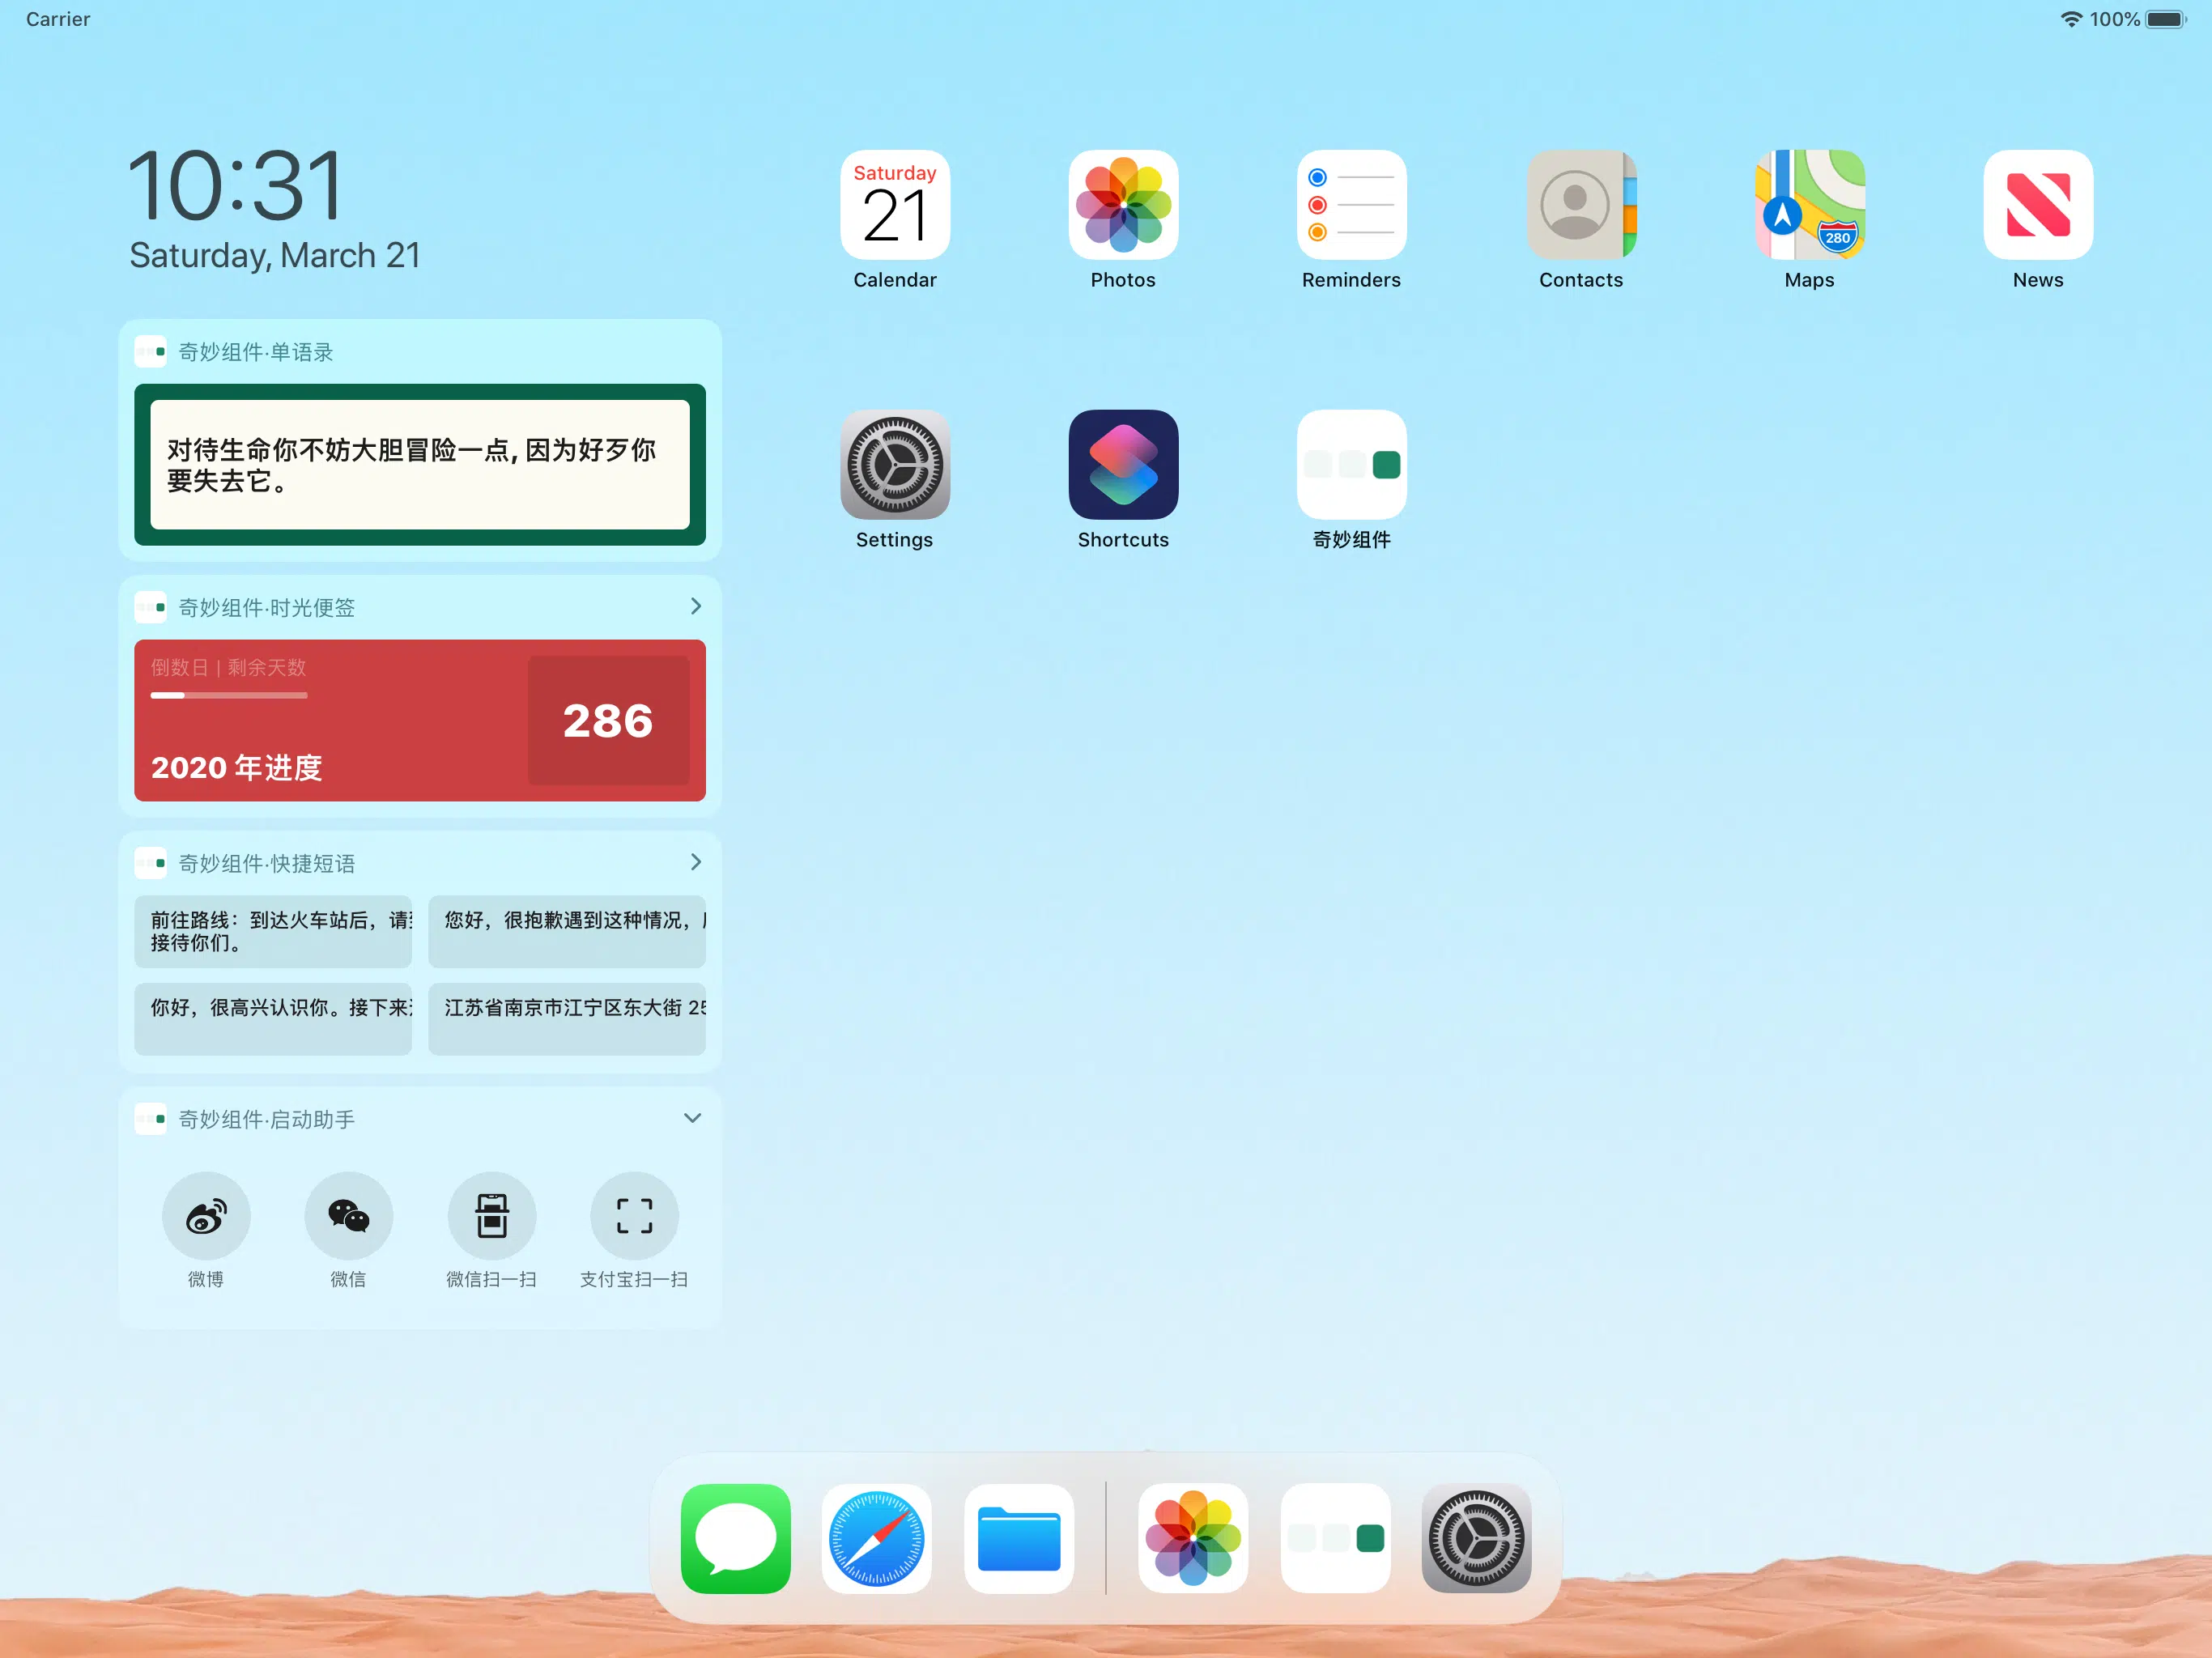 Carrier
100%
10:31
Saturday, March 21
奇妙组件·单语录
对待生命你不妨大胆冒险一点, 因为好歹你
要失去它。
奇妙组件·时光便签
倒数日 | 剩余天数
286
2020 年进度
奇妙组件·快捷短语
前往路线：到达火车站后，请
接待你们。
您好，很抱歉遇到这种情况，
你好，很高兴认识你。接下来
江苏省南京市江宁区东大街 25
奇妙组件·启动助手
微博
微信
微信扫一扫
支付宝扫一扫
Saturday
21
Calendar
Photos
Reminders
Contacts
280
Maps
News
Settings
Shortcuts
奇妙组件